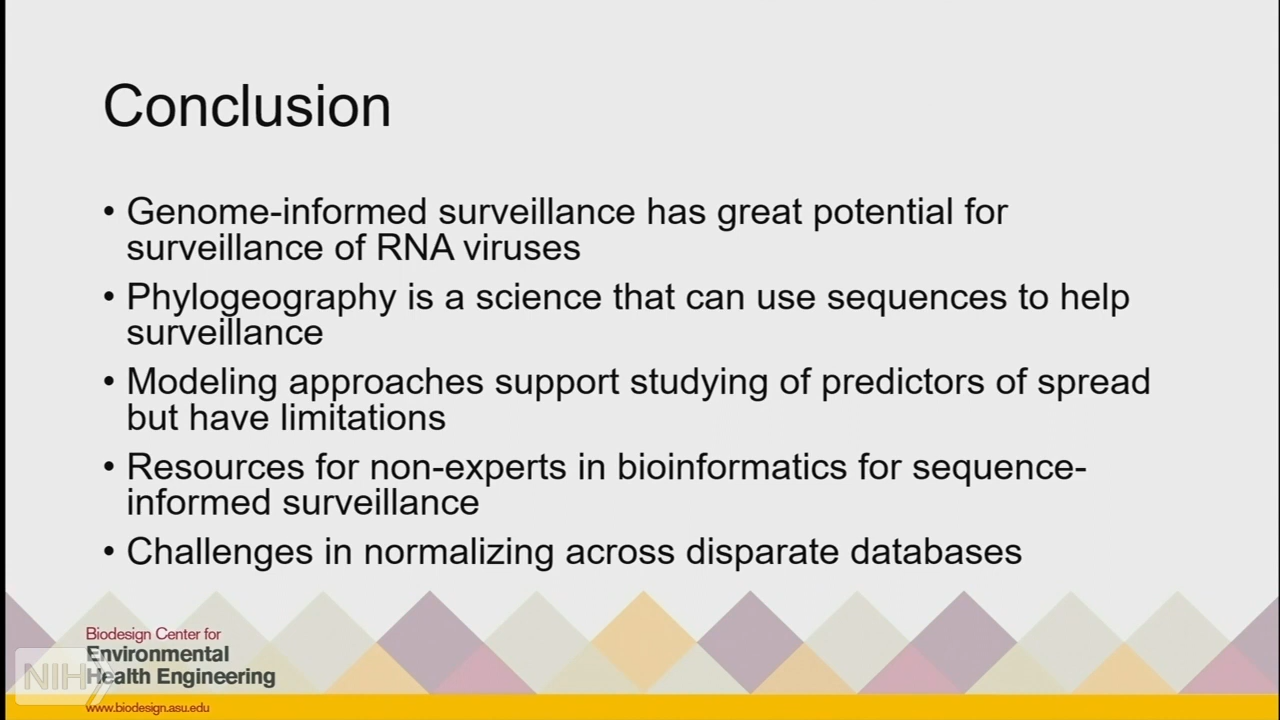 Conclusion
• Genome-informed surveillance has great potential for
surveillance of RNA viruses
• Phylogeography is a science that can use sequences to help
surveillance
• Modeling approaches support studying of predictors of spread
but have limitations
• Resources for non-experts in bioinformatics for sequence-
informed surveillance
• Challenges in normalizing across disparate databases
Biodesign Center for
Environmental
Health Engineering
NIH
www.biodesign.asu.edu